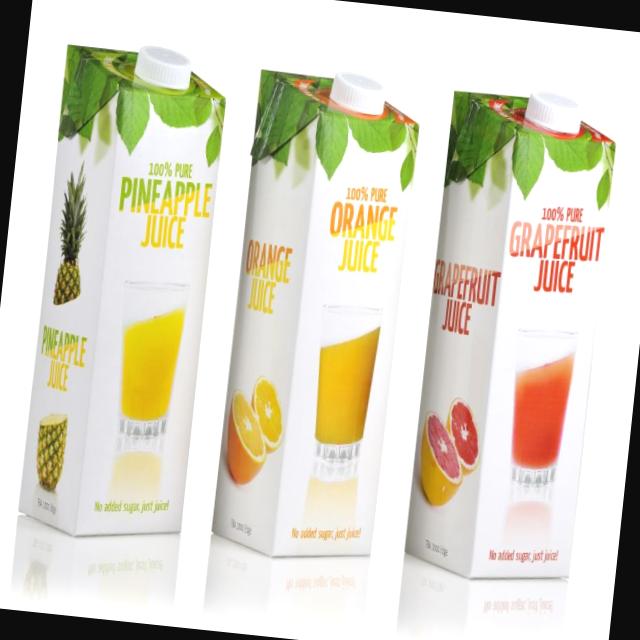 100% PURE
PINEAPPLE
JUICE
PINEAPPLE
JUICE
No added sugar, just juice!
100% PURE
ORANGE
JUICE
ORANGE
JUICE
No added sugar, just juice!
100% PURE
GRAPEFRUIT
JUICE
GRAPEFRUIT
JUICE
No added sugar, just juice!